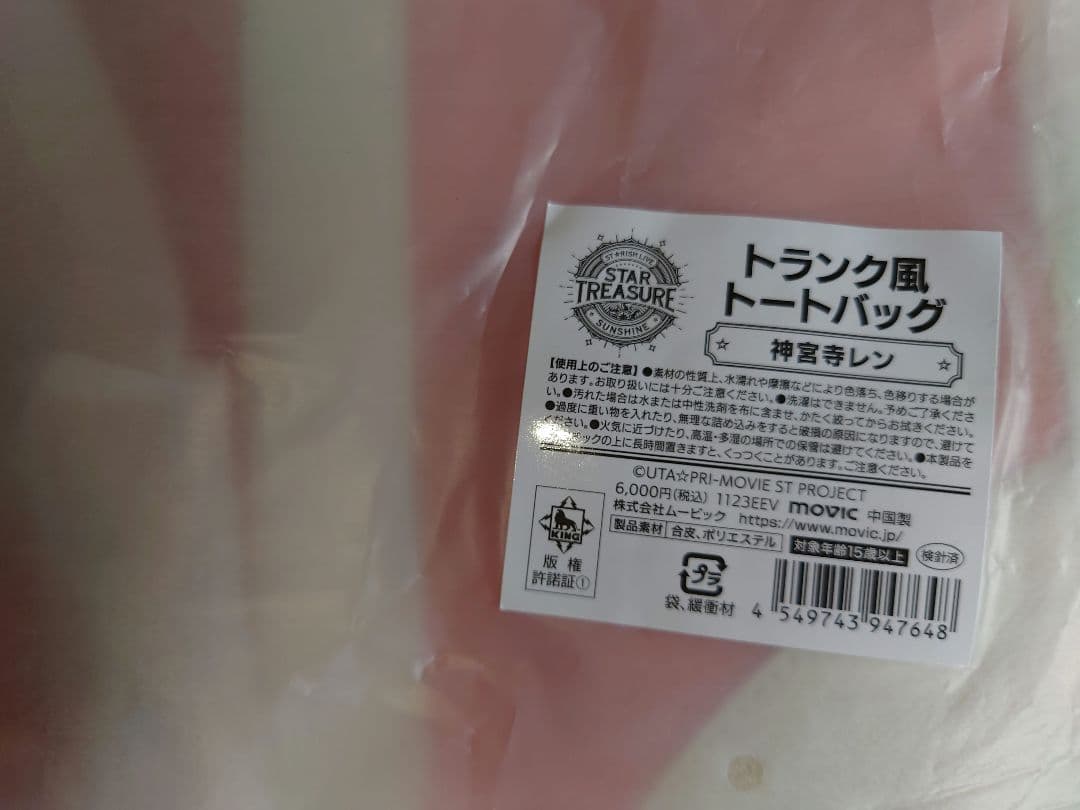 ST☆RISH LIVE
STAR
TREASURE
SUNSHINE
トランク風
トートバッグ
☆ 神宮寺レン ☆
【使用上のご注意】●素材の性質上、水濡れや摩擦などにより色落ち、色移りする場合が
あります。お取り扱いには十分ご注意ください。●洗濯はできません。予めご了承くださ
い。●汚れた場合は水または中性洗剤を布に含ませ、かたく絞ってからお拭きください。
●過度に重い物を入れたり、無理な詰め込みをすると破損の原因になりますので、避けて
ください。●火気に近づけたり、高温・多湿の場所での保管は避けてください。●本製品を
の上に長時間置きますと、くっつくことがあります。ご注意ください。
©UTA☆PRI-MOVIE ST PROJECT
6,000円(税込) 1123EEV movic 中国製
株式会社ムービック https://www.movic.jp/
製品素材 合皮、ポリエステル 対象年齢15歳以上 検針済
KING
版権
許諾証①
プラ
袋、緩衝材
4 549743 947648